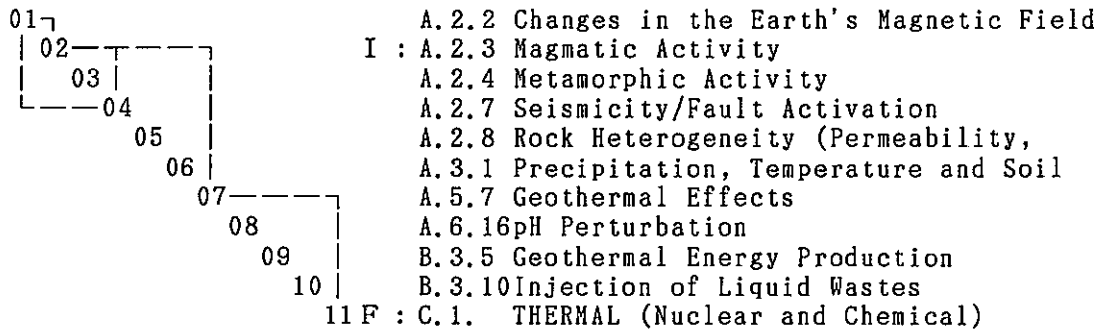 01 A.2.2 Changes in the Earth's Magnetic Field
02 I : A.2.3 Magmatic Activity
03 A.2.4 Metamorphic Activity
04 A.2.7 Seismicity/Fault Activation
05 A.2.8 Rock Heterogeneity (Permeability,
06 A.3.1 Precipitation, Temperature and Soil
07 A.5.7 Geothermal Effects
08 A.6.16pH Perturbation
09 B.3.5 Geothermal Energy Production
10 B.3.10Injection of Liquid Wastes
11 F : C.1. THERMAL (Nuclear and Chemical)